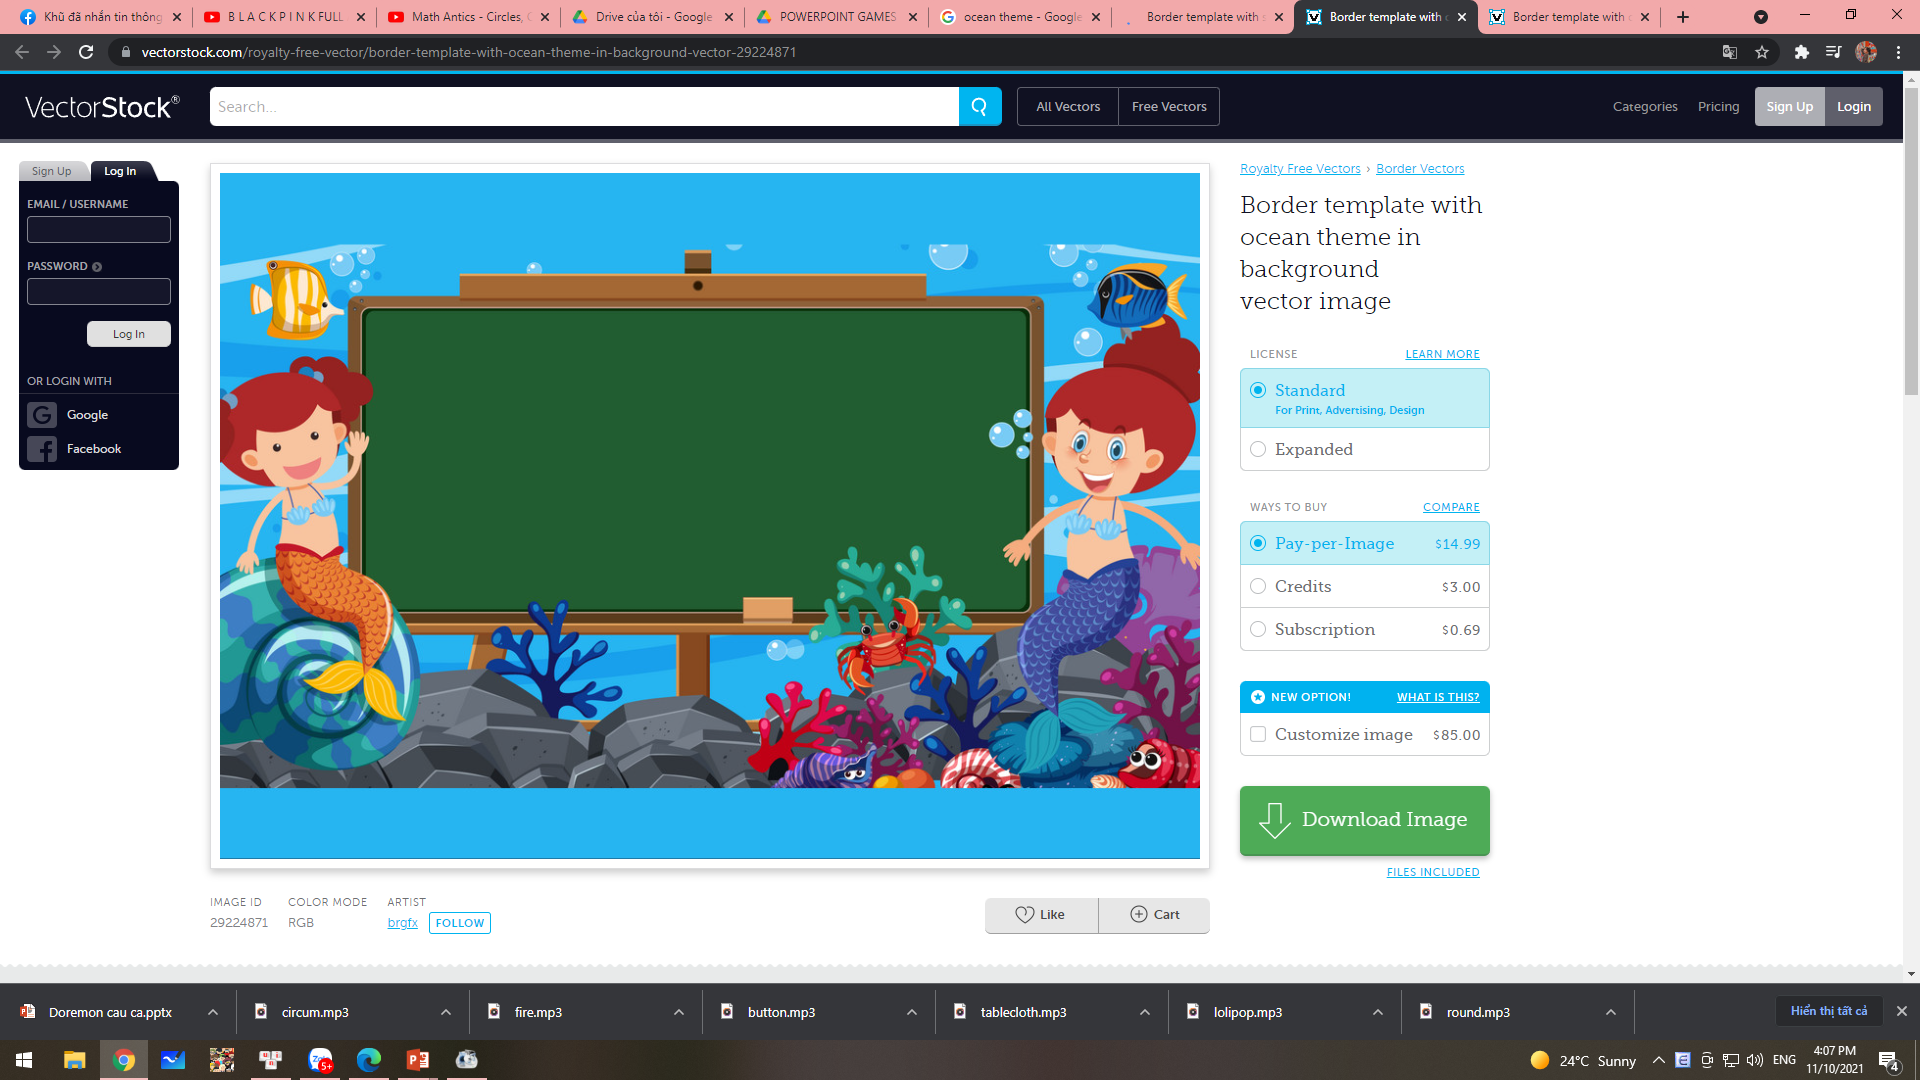 Khũ đã nhắn tin thông
B L A C K P I N K FULL
Math Antics - Circles,
Drive của tôi - Google
POWERPOINT GAMES
ocean theme - Google
Border template with
Border template with
Border template with
vectorstock.com/royalty-free-vector/border-template-with-ocean-theme-in-background-vector-29224871
VectorStock®
Search...
All Vectors
Free Vectors
Categories
Pricing
Sign Up
Login
Sign Up
Log In
EMAIL / USERNAME
PASSWORD
Log In
OR LOGIN WITH
Google
Facebook
Royalty Free Vectors › Border Vectors
Border template with
ocean theme in
background
vector image
LICENSE
LEARN MORE
Standard
For Print, Advertising, Design
Expanded
WAYS TO BUY
COMPARE
Pay-per-Image $14.99
Credits $3.00
Subscription $0.69
NEW OPTION!
WHAT IS THIS?
Customize image $85.00
Download Image
FILES INCLUDED
IMAGE ID
29224871
COLOR MODE
RGB
ARTIST
brgfx
FOLLOW
Like
Cart
Doremon cau ca.pptx
circum.mp3
fire.mp3
button.mp3
tablecloth.mp3
lolipop.mp3
round.mp3
Hiển thị tất cả
5+
24°C Sunny
ENG
4:07 PM
11/10/2021
4